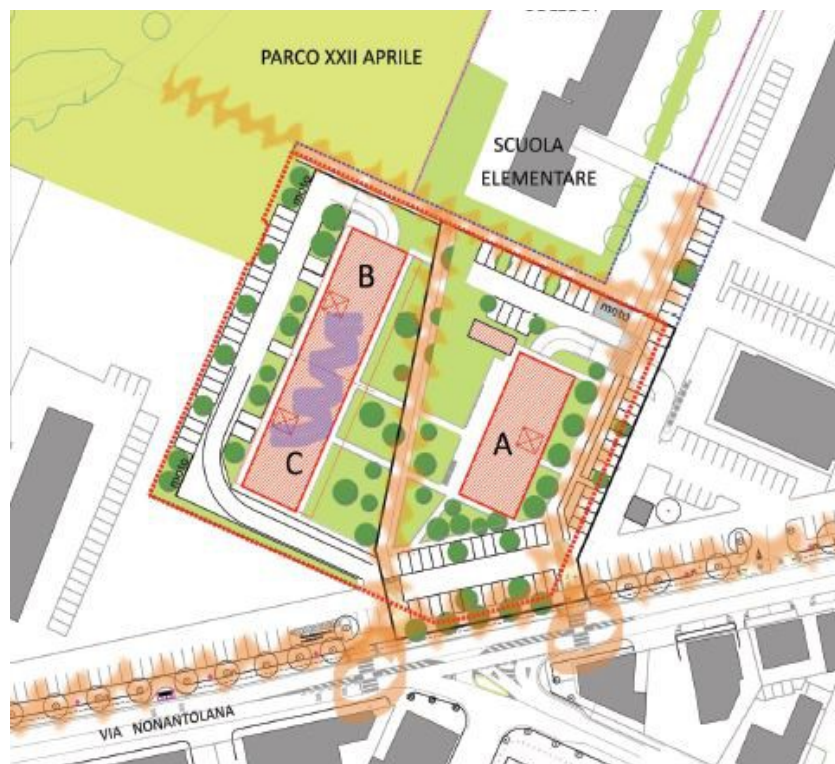 PARCO XXII APRILE
SCUOLA
ELEMENTARE
moto
B
moto
A
C
moto
VIA NONANTOLANA